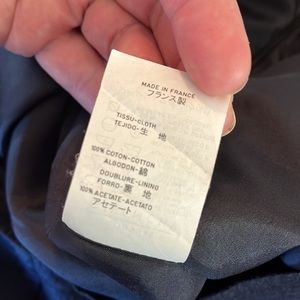 MADE IN FRANCE
フランス製
TISSU-CLOTH
TEJIDO-生 地
100% COTON-COTTON
ALGODON-綿
DOUBLURE-LINING
FORRO-裏 地
100% ACETATE-ACETATO
アセテート